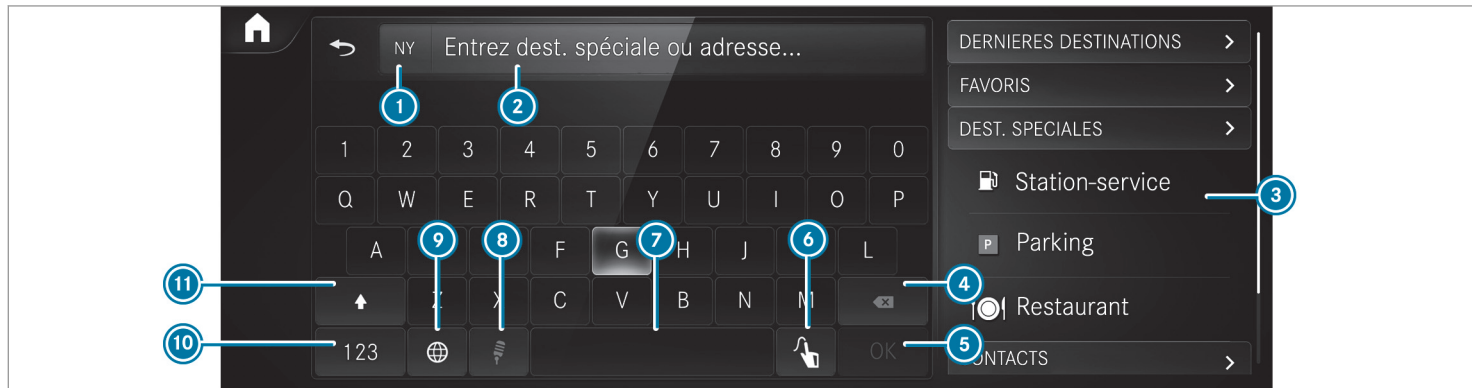 NY Entrez dest. spéciale ou adresse...
1 2
1 2 3 4 5 6 7 8 9 0
Q W E R T Y U I O P
A F G H J L
9 8 7 6
11
Z X C V B N M
4
10
123
OK
5
DERNIERES DESTINATIONS
FAVORIS
DEST. SPECIALES
Station-service
3
P Parking
Restaurant
CONTACTS